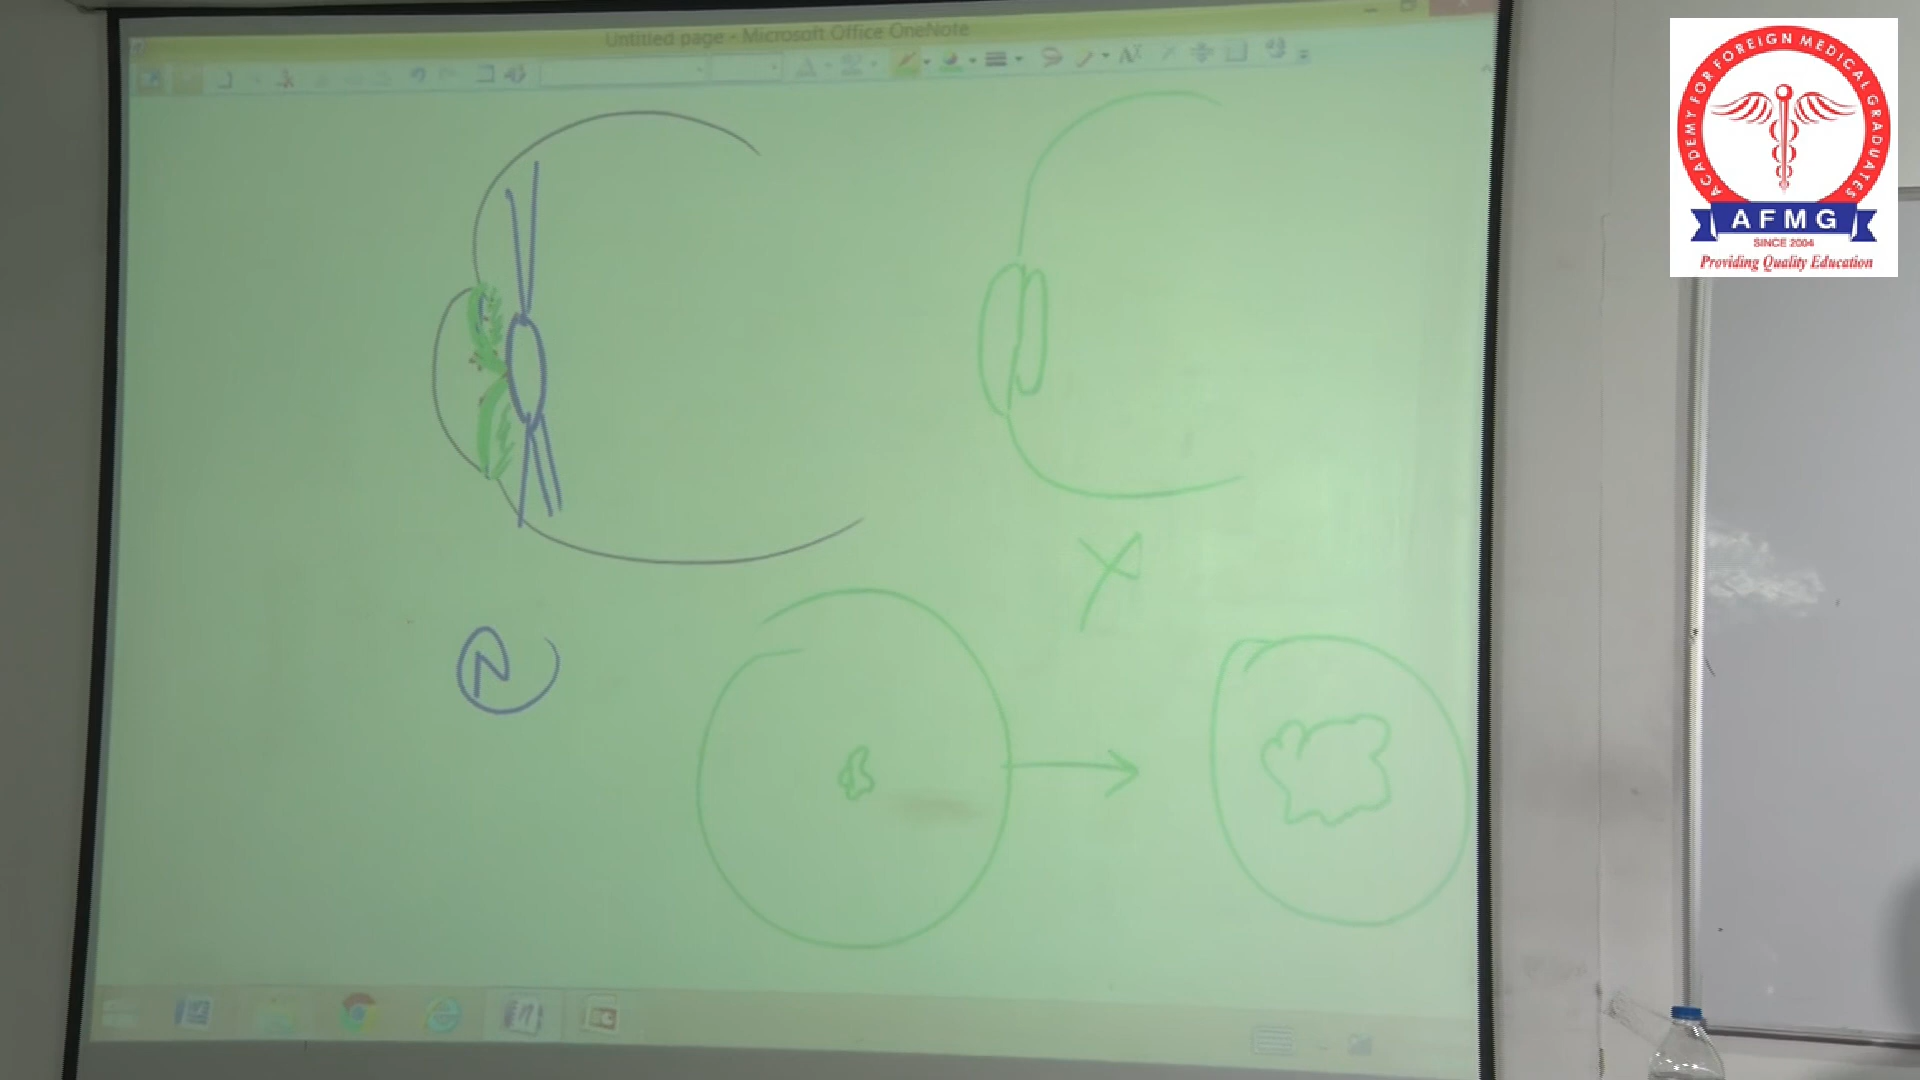 Untitled page - Microsoft Office OneNote
N
ACADEMY FOR FOREIGN MEDICAL GRADUATES
AFMG
SINCE 2004
Providing Quality Education